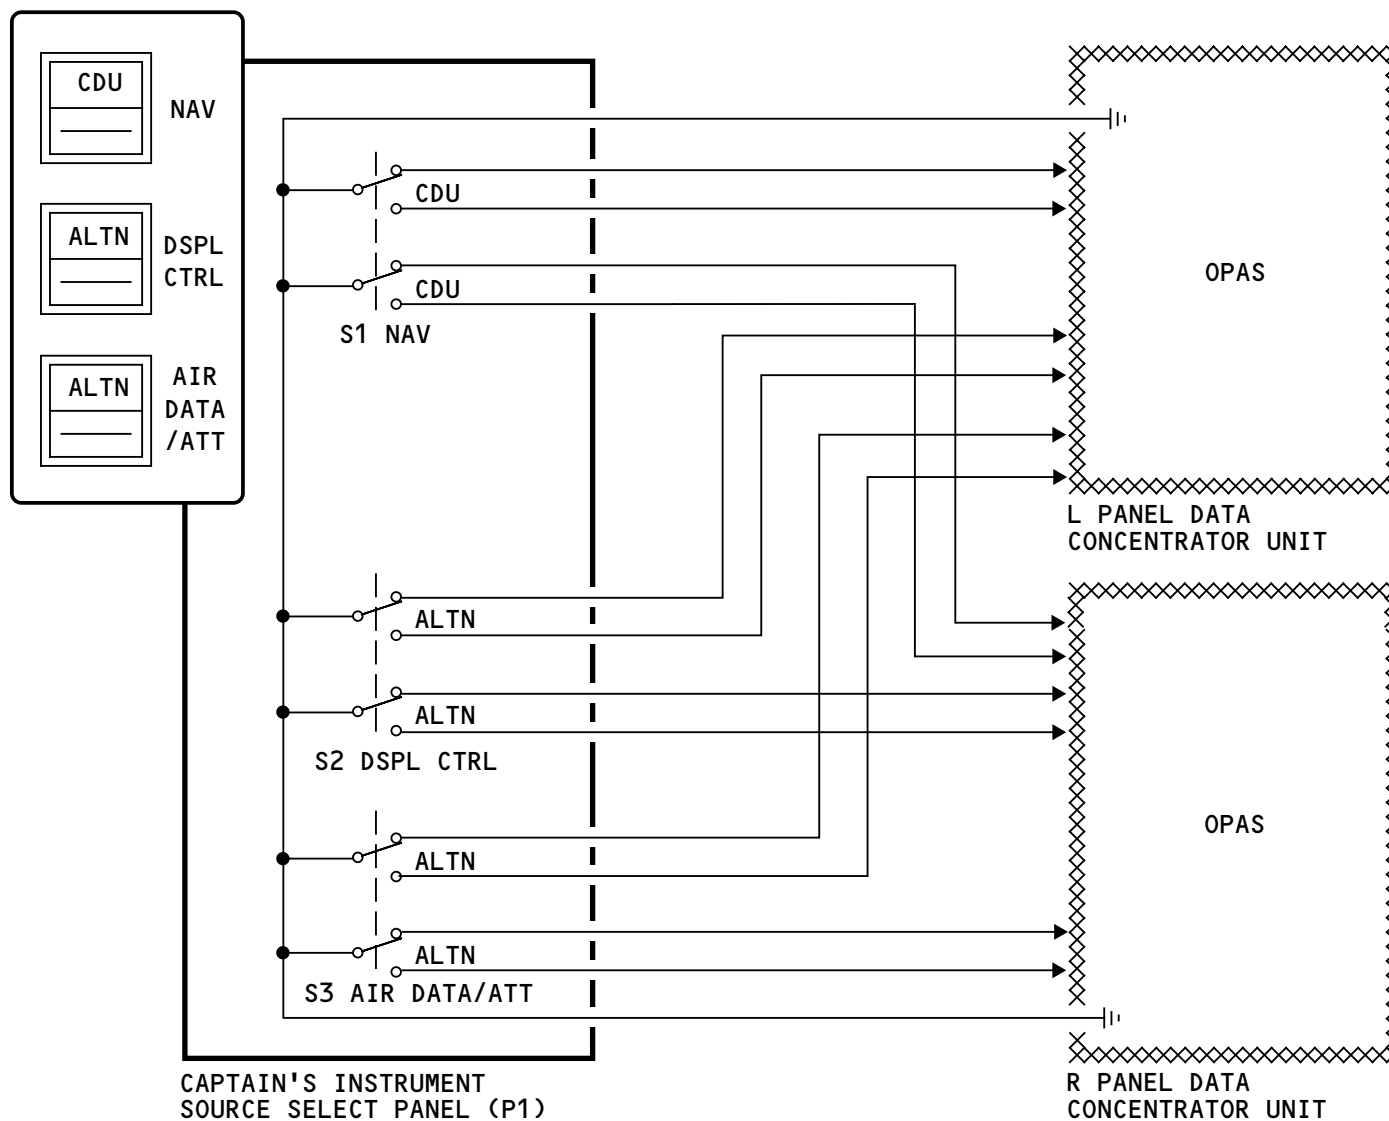 CDU
NAV
ALTN
DSPL
CTRL
ALTN
AIR
DATA
/ATT
CDU
CDU
S1 NAV
OPAS
L PANEL DATA
CONCENTRATOR UNIT
ALTN
ALTN
S2 DSPL CTRL
ALTN
ALTN
S3 AIR DATA/ATT
OPAS
CAPTAIN'S INSTRUMENT
SOURCE SELECT PANEL (P1)
R PANEL DATA
CONCENTRATOR UNIT